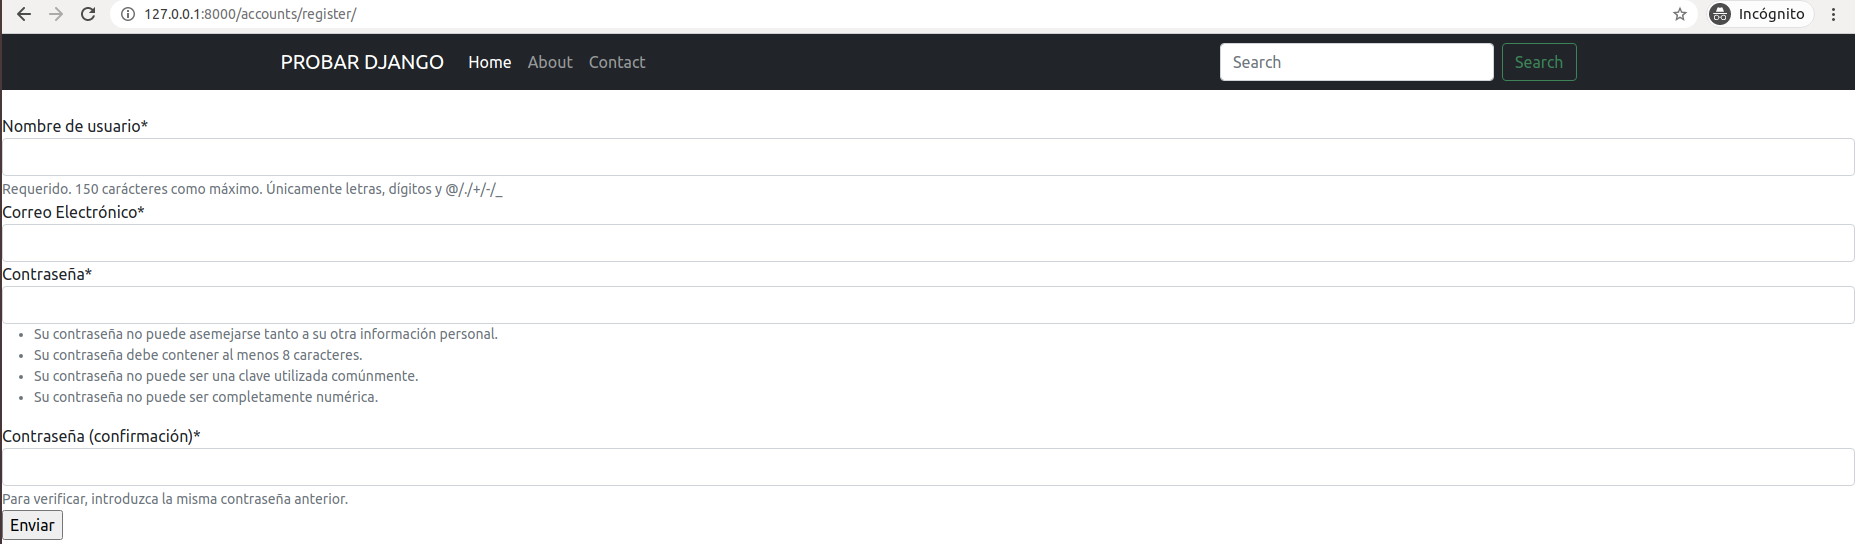 127.0.0.1:8000/accounts/register/ Incógnito
PROBAR DJANGO Home About Contact Search Search
Nombre de usuario*
Requerido. 150 carácteres como máximo. Únicamente letras, dígitos y @/./+/-/_
Correo Electrónico*
Contraseña*
• Su contraseña no puede asemejarse tanto a su otra información personal.
• Su contraseña debe contener al menos 8 caracteres.
• Su contraseña no puede ser una clave utilizada comúnmente.
• Su contraseña no puede ser completamente numérica.
Contraseña (confirmación)*
Para verificar, introduzca la misma contraseña anterior.
Enviar